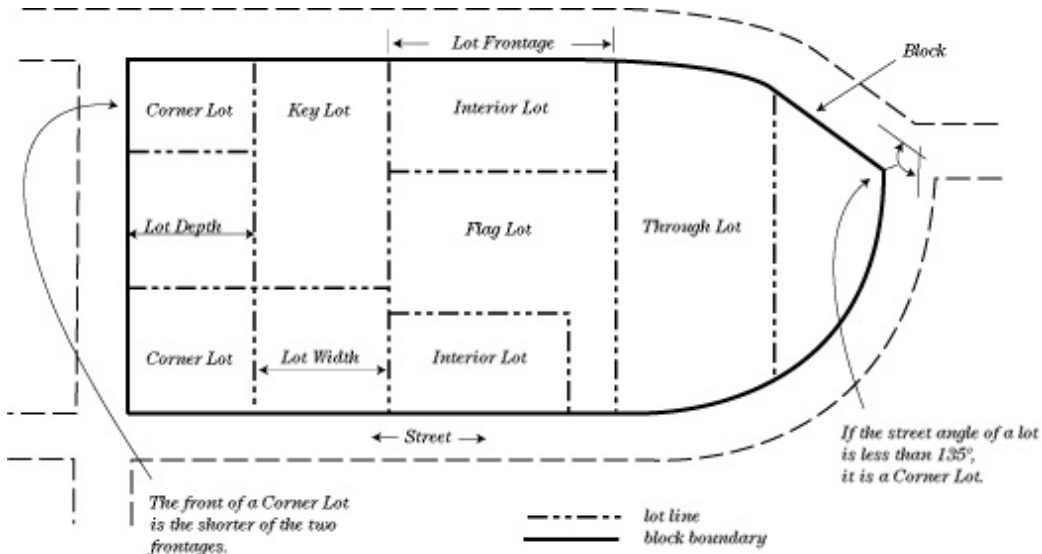 Lot Frontage
Block
Corner Lot
Key Lot
Interior Lot
Lot Depth
Flag Lot
Through Lot
Corner Lot
Lot Width
Interior Lot
Street
If the street angle of a lot
is less than 135°,
it is a Corner Lot.
The front of a Corner Lot
is the shorter of the two
frontages.
lot line
block boundary